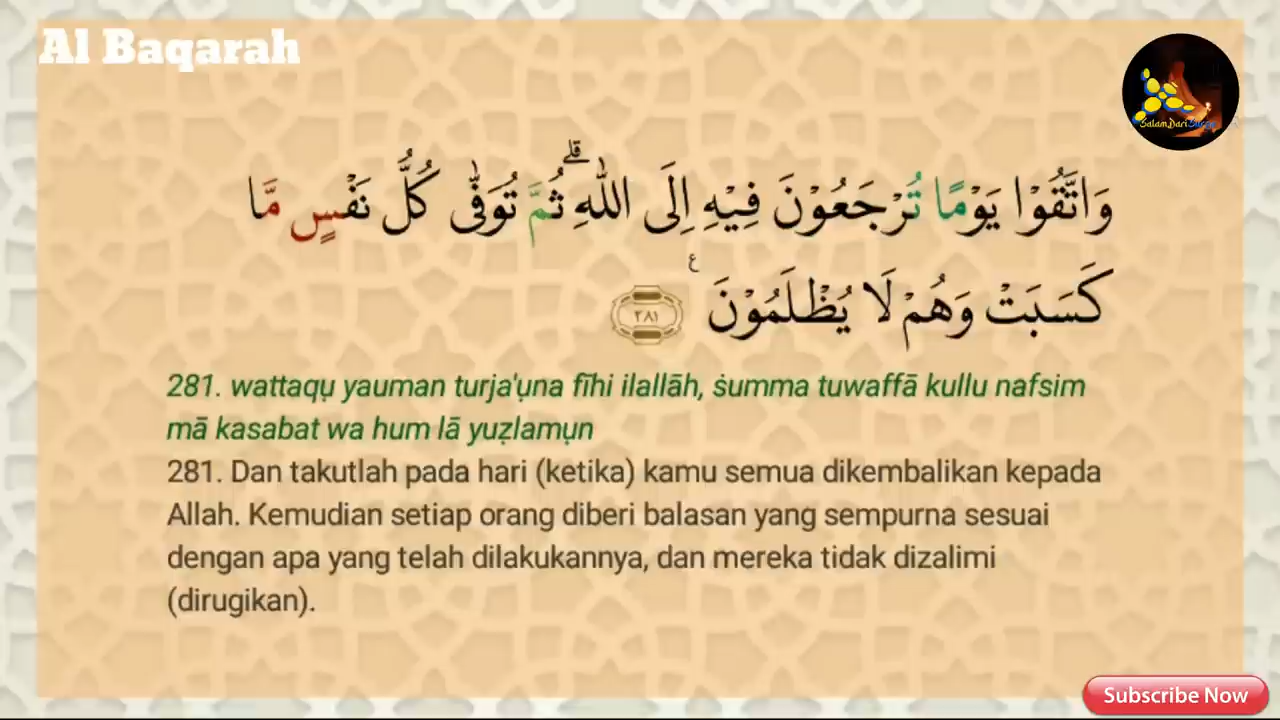 Al Baqarah
SalamDariSurga
وَاتَّقُوْا يَوْمًا تُرْجَعُوْنَ فِيْهِ اِلَى اللّٰهِ ۗ ثُمَّ تُوَفّٰى كُلُّ نَفْسٍ مَّا
كَسَبَتْ وَهُمْ لَا يُظْلَمُوْنَ ࣖ ٢٨١
281. wattaqụ yauman turja'ụna fīhi ilallāh, ṡumma tuwaffā kullu nafsim
mā kasabat wa hum lā yuẓlamụn
281. Dan takutlah pada hari (ketika) kamu semua dikembalikan kepada
Allah. Kemudian setiap orang diberi balasan yang sempurna sesuai
dengan apa yang telah dilakukannya, dan mereka tidak dizalimi
(dirugikan).
Subscribe Now